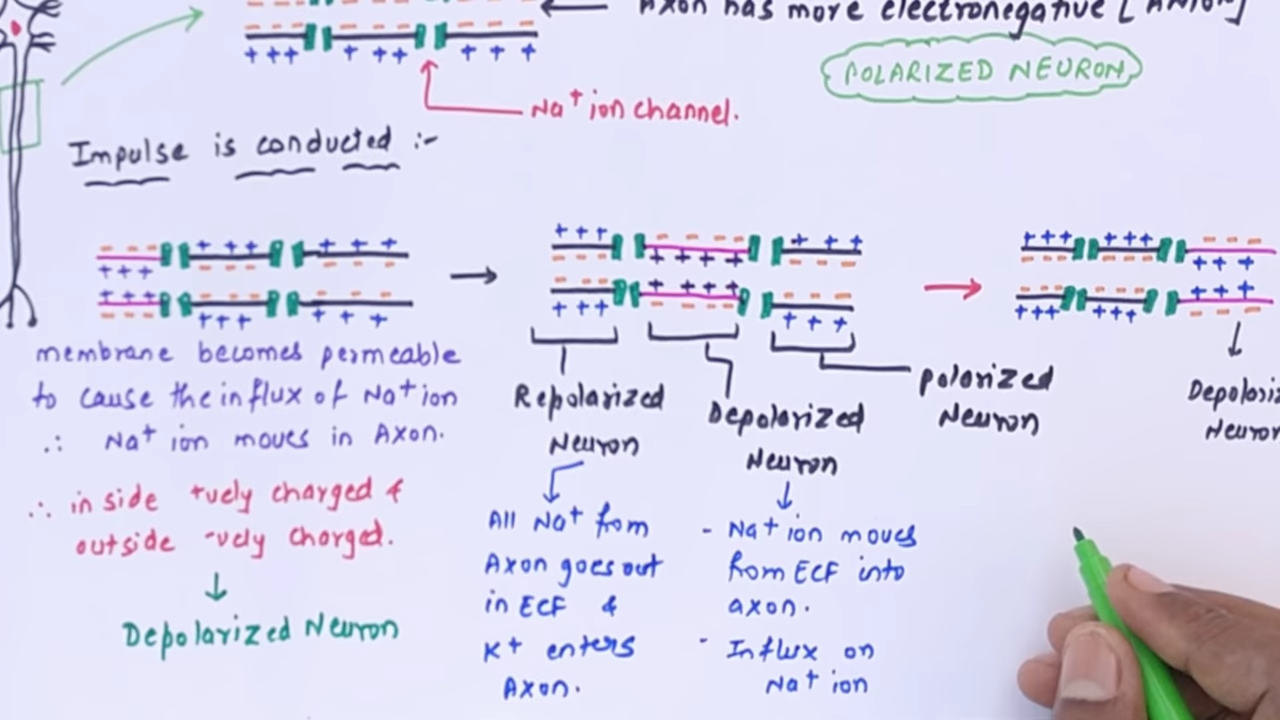 Axon has more electronegative [ANION]
POLARIZED NEURON
Na+ ion channel.
Impulse is conducted :-
membrane becomes permeable
to cause the influx of Na+ ion
∴ Na+ ion moves in Axon.
∴ in side +vely charged &
outside -vely charged.
↓
Depolarized Neuron
Repolarized
Neuron
All Na+ from
Axon goes out
in ECF &
K+ enters
Axon.
Depolarized
Neuron
- Na+ ion moves
from ECF into
axon.
- Influx on
Na+ ion
polarized
Neuron
Depolariz
Neuron